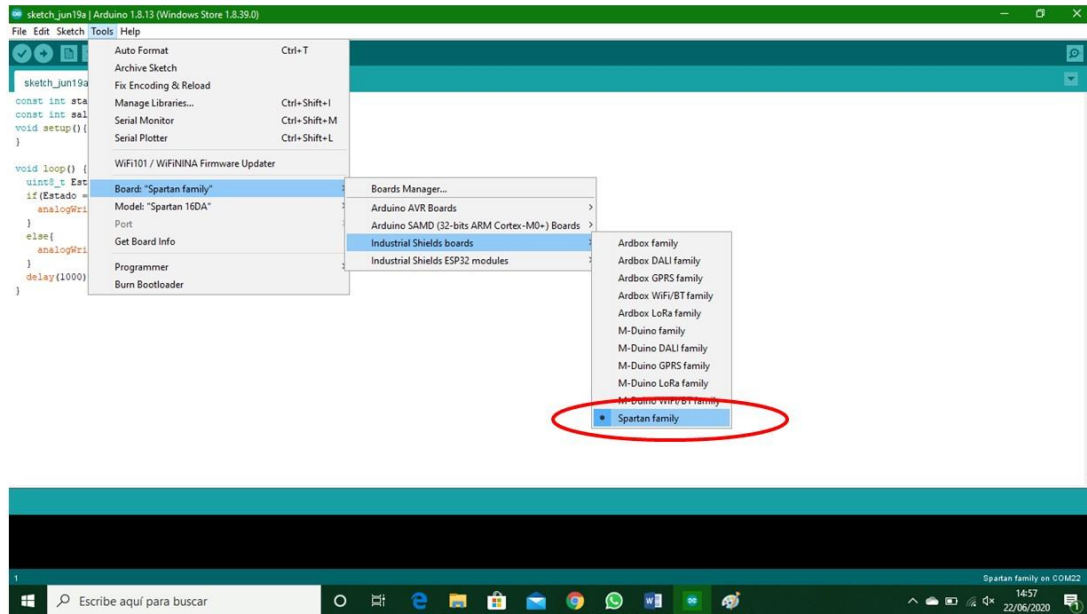 sketch_jun19a | Arduino 1.8.13 (Windows Store 1.8.39.0)
File Edit Sketch Tools Help
sketch_jun19a
const int sta
const int sal
void setup(){
}
void loop() {
uint8_t Est
if(Estado =
analogWri
}
else{
analogWri
}
delay(1000)
}
Auto Format Ctrl+T
Archive Sketch
Fix Encoding & Reload
Manage Libraries... Ctrl+Shift+I
Serial Monitor Ctrl+Shift+M
Serial Plotter Ctrl+Shift+L
WiFi101 / WiFiNINA Firmware Updater
Board: "Spartan family"
Model: "Spartan 16DA"
Port
Get Board Info
Programmer
Burn Bootloader
Boards Manager...
Arduino AVR Boards
Arduino SAMD (32-bits ARM Cortex-M0+) Boards
Industrial Shields boards
Industrial Shields ESP32 modules
Ardbox family
Ardbox DALI family
Ardbox GPRS family
Ardbox WiFi/BT family
Ardbox LoRa family
M-Duino family
M-Duino DALI family
M-Duino GPRS family
M-Duino LoRa family
M-Duino WiFi/BT family
Spartan family
1
Spartan family on COM22
Escribe aquí para buscar
14:57
22/06/2020